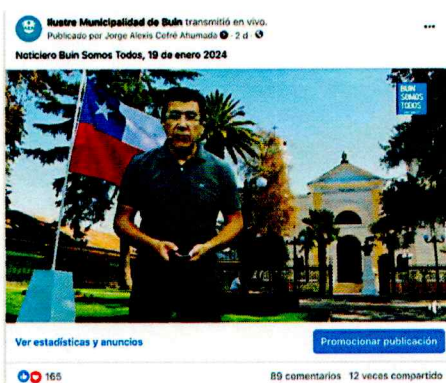 Ilustre Municipalidad de Buin transmitió en vivo.
Publicado por Jorge Alexis Cofré Ahumada · 2 d ·
Noticiero Buin Somos Todos, 19 de enero 2024
BUIN
SOMOS
TODOS
Ver estadísticas y anuncios
Promocionar publicación
165
89 comentarios 12 veces compartido